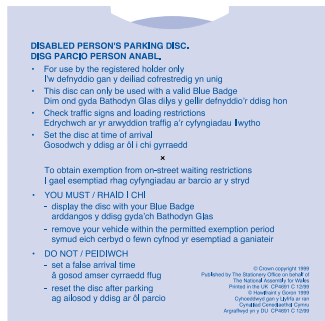 DISABLED PERSON'S PARKING DISC.
DISG PARCIO PERSON ANABL.
• For use by the registered holder only
I'w defnyddio gan y deiliad cofrestredig yn unig
• This disc can only be used with a valid Blue Badge
Dim ond gyda Bathodyn Glas dilys y gellir defnyddio'r ddisg hon
• Check traffic signs and loading restrictions
Edrychwch ar yr arwyddion traffig a'r cyfyngiadau lwytho
• Set the disc at time of arrival
Gosodwch y ddisg ar ôl i chi gyrraedd
×
To obtain exemption from on-street waiting restrictions
I gael esemptiad rhag cyfyngiadau ar barcio ar y stryd
• YOU MUST / RHAID I CHI
- display the disc with your Blue Badge
arddangos y ddisg gyda'ch Bathodyn Glas
- remove your vehicle within the permitted exemption period
symud eich cerbyd o fewn cyfnod yr esemptiad a ganiateir
• DO NOT / PEIDIWCH
- set a false arrival time
â gosod amser cyrraedd ffug
- reset the disc after parking
ag ailosod y ddisg ar ôl parcio
© Crown copyright 1999
Published by The Stationery Office on behalf of
The National Assembly for Wales
Printed in the UK CP4691 C 12/99
© Hawlfraint y Goron 1999
Cyhoeddwyd gan y Llyfrfa ar ran
Cynulliad Cenedlaethol Cymru
Argraffwyd yn y DU CP4691 C 12/99